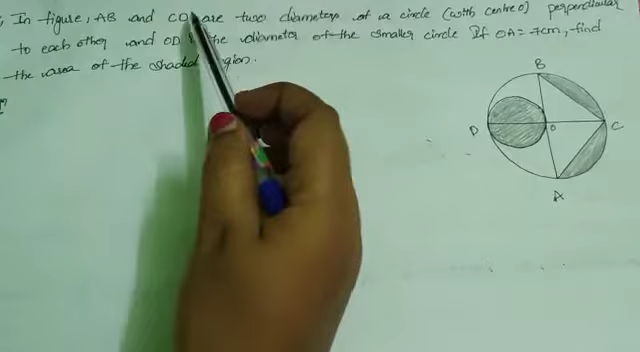 In figure, AB and CD are two diameters of a circle (with centre O) perpendicular
to each other and OD the diameter of the smaller circle If OA = 7cm, find
the area of the shaded region.
B
D
O
C
A